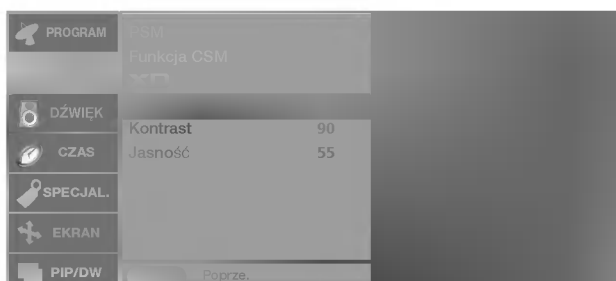 PROGRAM
DŹWIĘK
CZAS
SPECJAL.
EKRAN
PIP/DW
PSM
Funkcja CSM
XD
Kontrast 90
Jasność 55
Poprze.